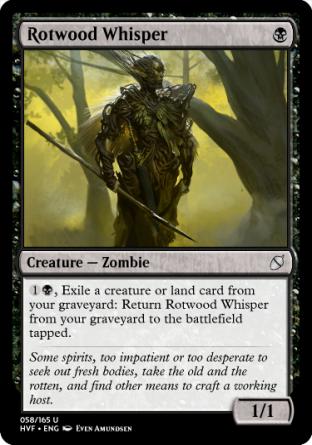 Rotwood Whisper
Creature — Zombie
1 B, Exile a creature or land card from
your graveyard: Return Rotwood Whisper
from your graveyard to the battlefield
tapped.
Some spirits, too impatient or too desperate to
seek out fresh bodies, take the old and the
rotten, and find other means to craft a working
host.
1/1
058/165 U
HVF • ENG Even Amundsen